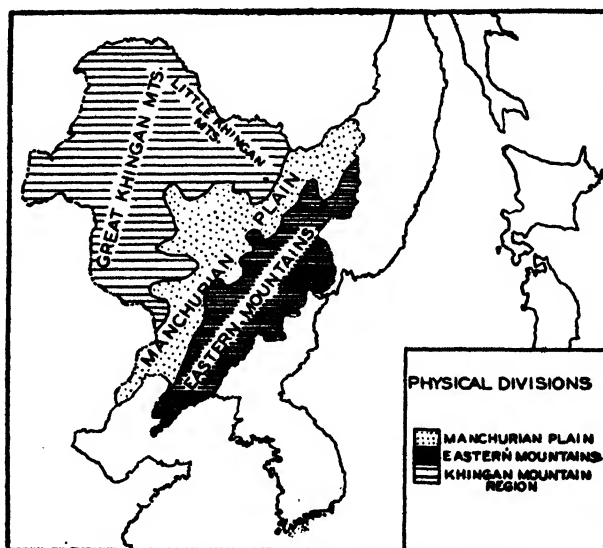 GREAT KHINGAN MTS.
LITTLE KHINGAN
MTS.
MANCHURIAN PLAIN
EASTERN MOUNTAINS
PHYSICAL DIVISIONS
MANCHURIAN PLAIN
EASTERN MOUNTAINS
KHINGAN MOUNTAIN
REGION